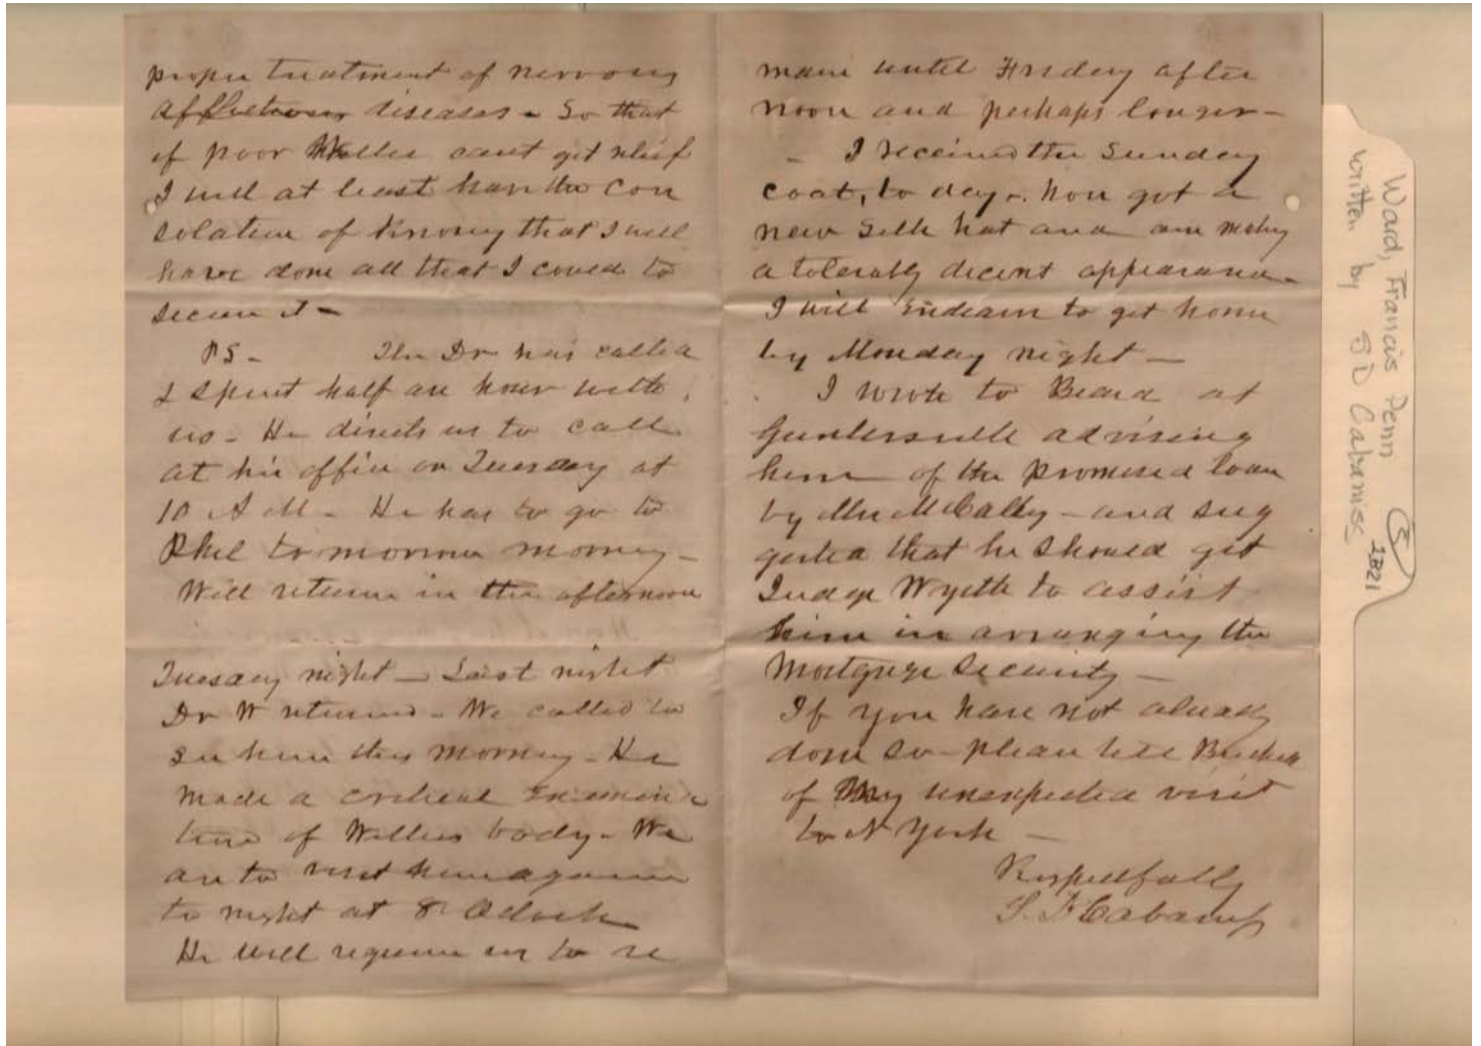 proper treatment of nervous
affections diseases - So that
if poor Willie cant get relief
I will at least have the con
solation of knowing that I will
have done all that I could to
secure it -
PS - The Dr has called
& spent half an hour with
us - He directs us to call
at his office on Tuesday at
10 A M - He has to go to
Phil tomorrow morning -
Will return in the afternoon
Tuesday night - Last night
Dr W returned - We called to
see him this morning - He
made a critical examina
tion of Willies body - We
are to visit him again
to night at 8 Oclock
He will require us to re
main until Friday after
noon and perhaps longer -
- I received the Sunday
coat, to day - have got a
new silk hat and am making
a tolerably decent appearance -
I will endeavor to get home
by Monday night -
I wrote to Beard at
Guntersville advising
him of the promised loan
by Mr McCalley - and sug
gested that he should get
Judge Wyeth to assist
him in arranging the
mortgage security -
If you have not already
done so - please tell
of my unexpected visit
to N York -
Respectfully
S. D. Cabaniss
Ward, Francis Penn (3)
written by SD Cabaniss
1821